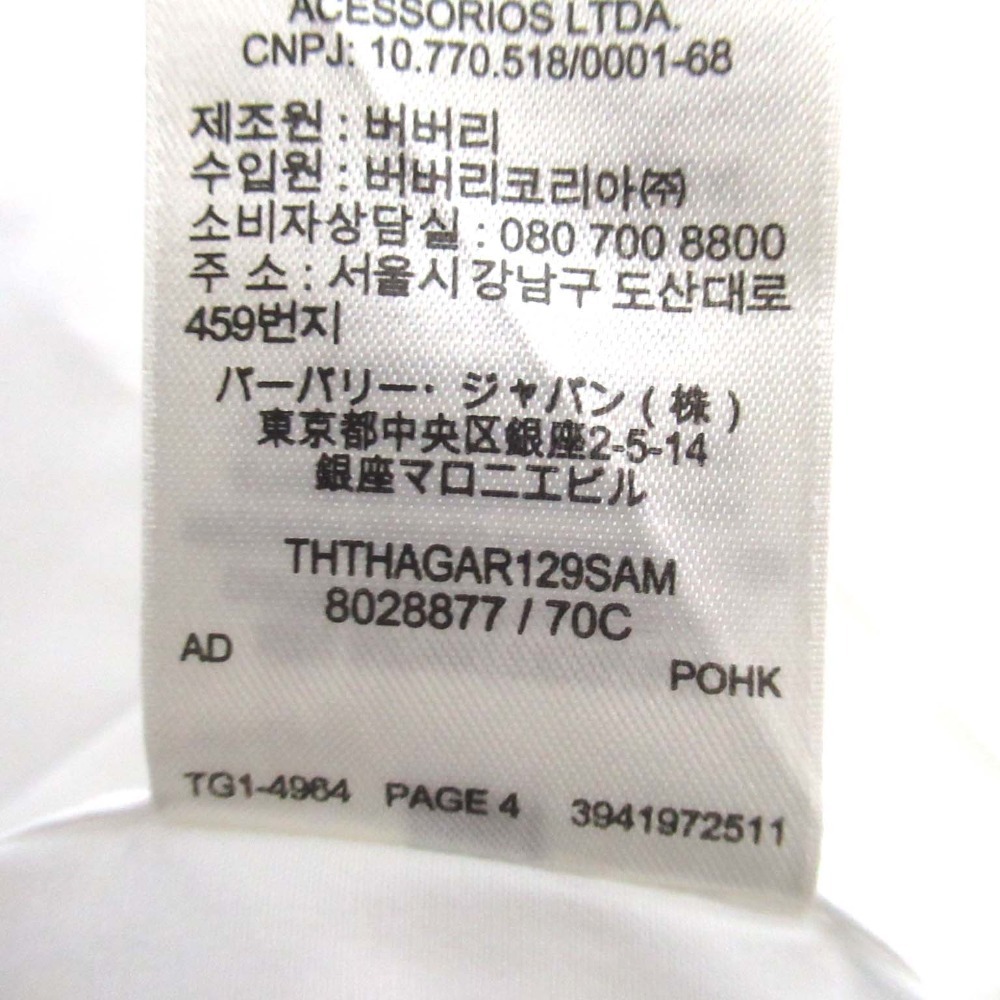 ACESSORIOS LTDA.
CNPJ: 10.770.518/0001-68
제조원 : 버버리
수입원 : 버버리코리아㈜
소비자상담실 : 080 700 8800
주 소 : 서울시 강남구 도산대로
459번지
バーバリー・ジャパン（株）
東京都中央区銀座2-5-14
銀座マロニエビル
THTHAGAR129SAM
8028877 / 70C
AD
POHK
TG1-4964 PAGE 4 3941972511